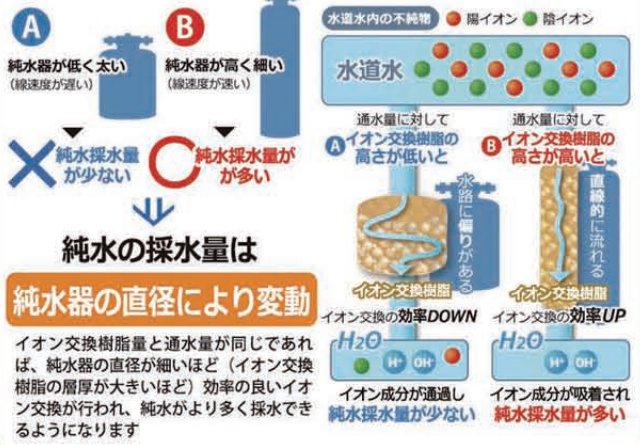 A
純水器が低く太い
(線速度が遅い)
B
純水器が高く細い
(線速度が速い)
純水採水量
が少ない
純水採水量が
が多い
純水の採水量は
純水器の直径により変動
イオン交換樹脂量と通水量が同じであれ
ば、純水器の直径が細いほど（イオン交換
樹脂の層厚が大きいほど）効率の良いイオ
ン交換が行われ、純水がより多く採水でき
るようになります
水道水内の不純物
陽イオン
陰イオン
水道水
通水量に対して
A イオン交換樹脂の
高さが低いと
水路に偏りがある
イオン交換樹脂
イオン交換の効率DOWN
H2O
H+ OH-
イオン成分が通過し
純水採水量が少ない
通水量に対して
B イオン交換樹脂の
高さが高いと
直線的に流れる
イオン交換樹脂
イオン交換の効率UP
H2O
H+ OH-
イオン成分が吸着され
純水採水量が多い